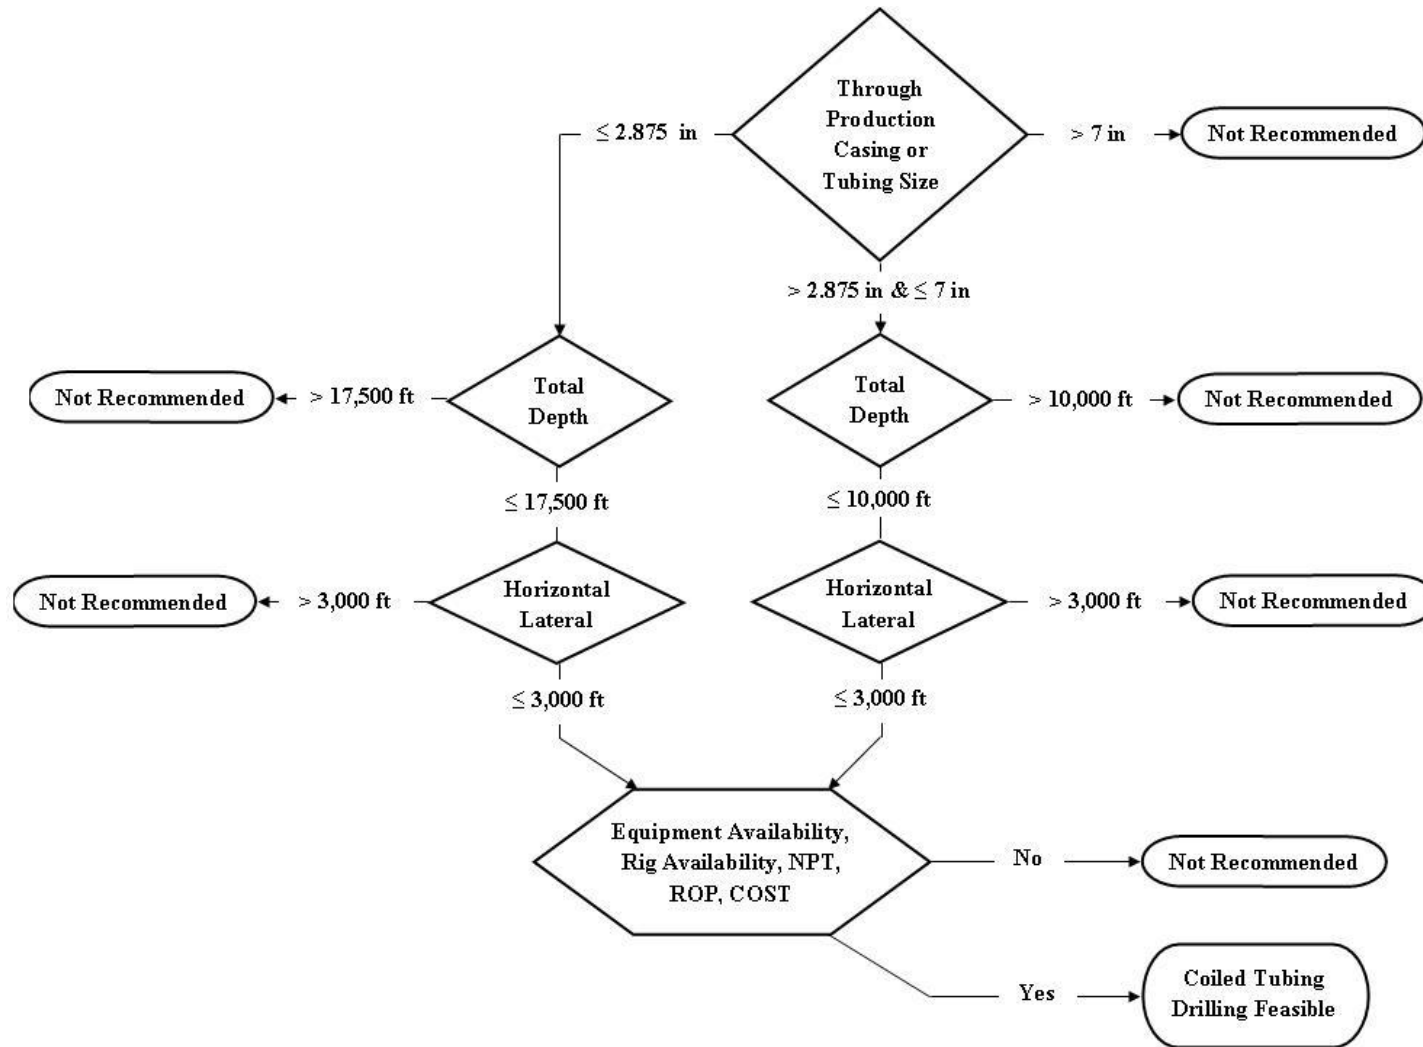 Through
Production
Casing or
Tubing Size
≤ 2.875 in
> 7 in
Not Recommended
> 2.875 in & ≤ 7 in
Not Recommended
> 17,500 ft
Total
Depth
Total
Depth
> 10,000 ft
Not Recommended
≤ 17,500 ft
≤ 10,000 ft
Not Recommended
> 3,000 ft
Horizontal
Lateral
Horizontal
Lateral
> 3,000 ft
Not Recommended
≤ 3,000 ft
≤ 3,000 ft
Equipment Availability,
Rig Availability, NPT,
ROP, COST
No
Not Recommended
Yes
Coiled Tubing
Drilling Feasible